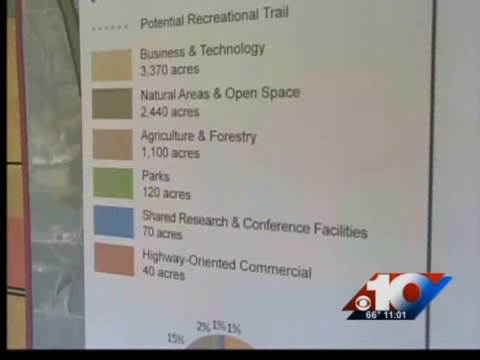 Potential Recreational Trail
Business & Technology
3,370 acres
Natural Areas & Open Space
2,440 acres
Agriculture & Forestry
1,100 acres
Parks
120 acres
Shared Research & Conference Facilities
70 acres
Highway-Oriented Commercial
40 acres
2% 1% 1%
15%
10
66° 11:01